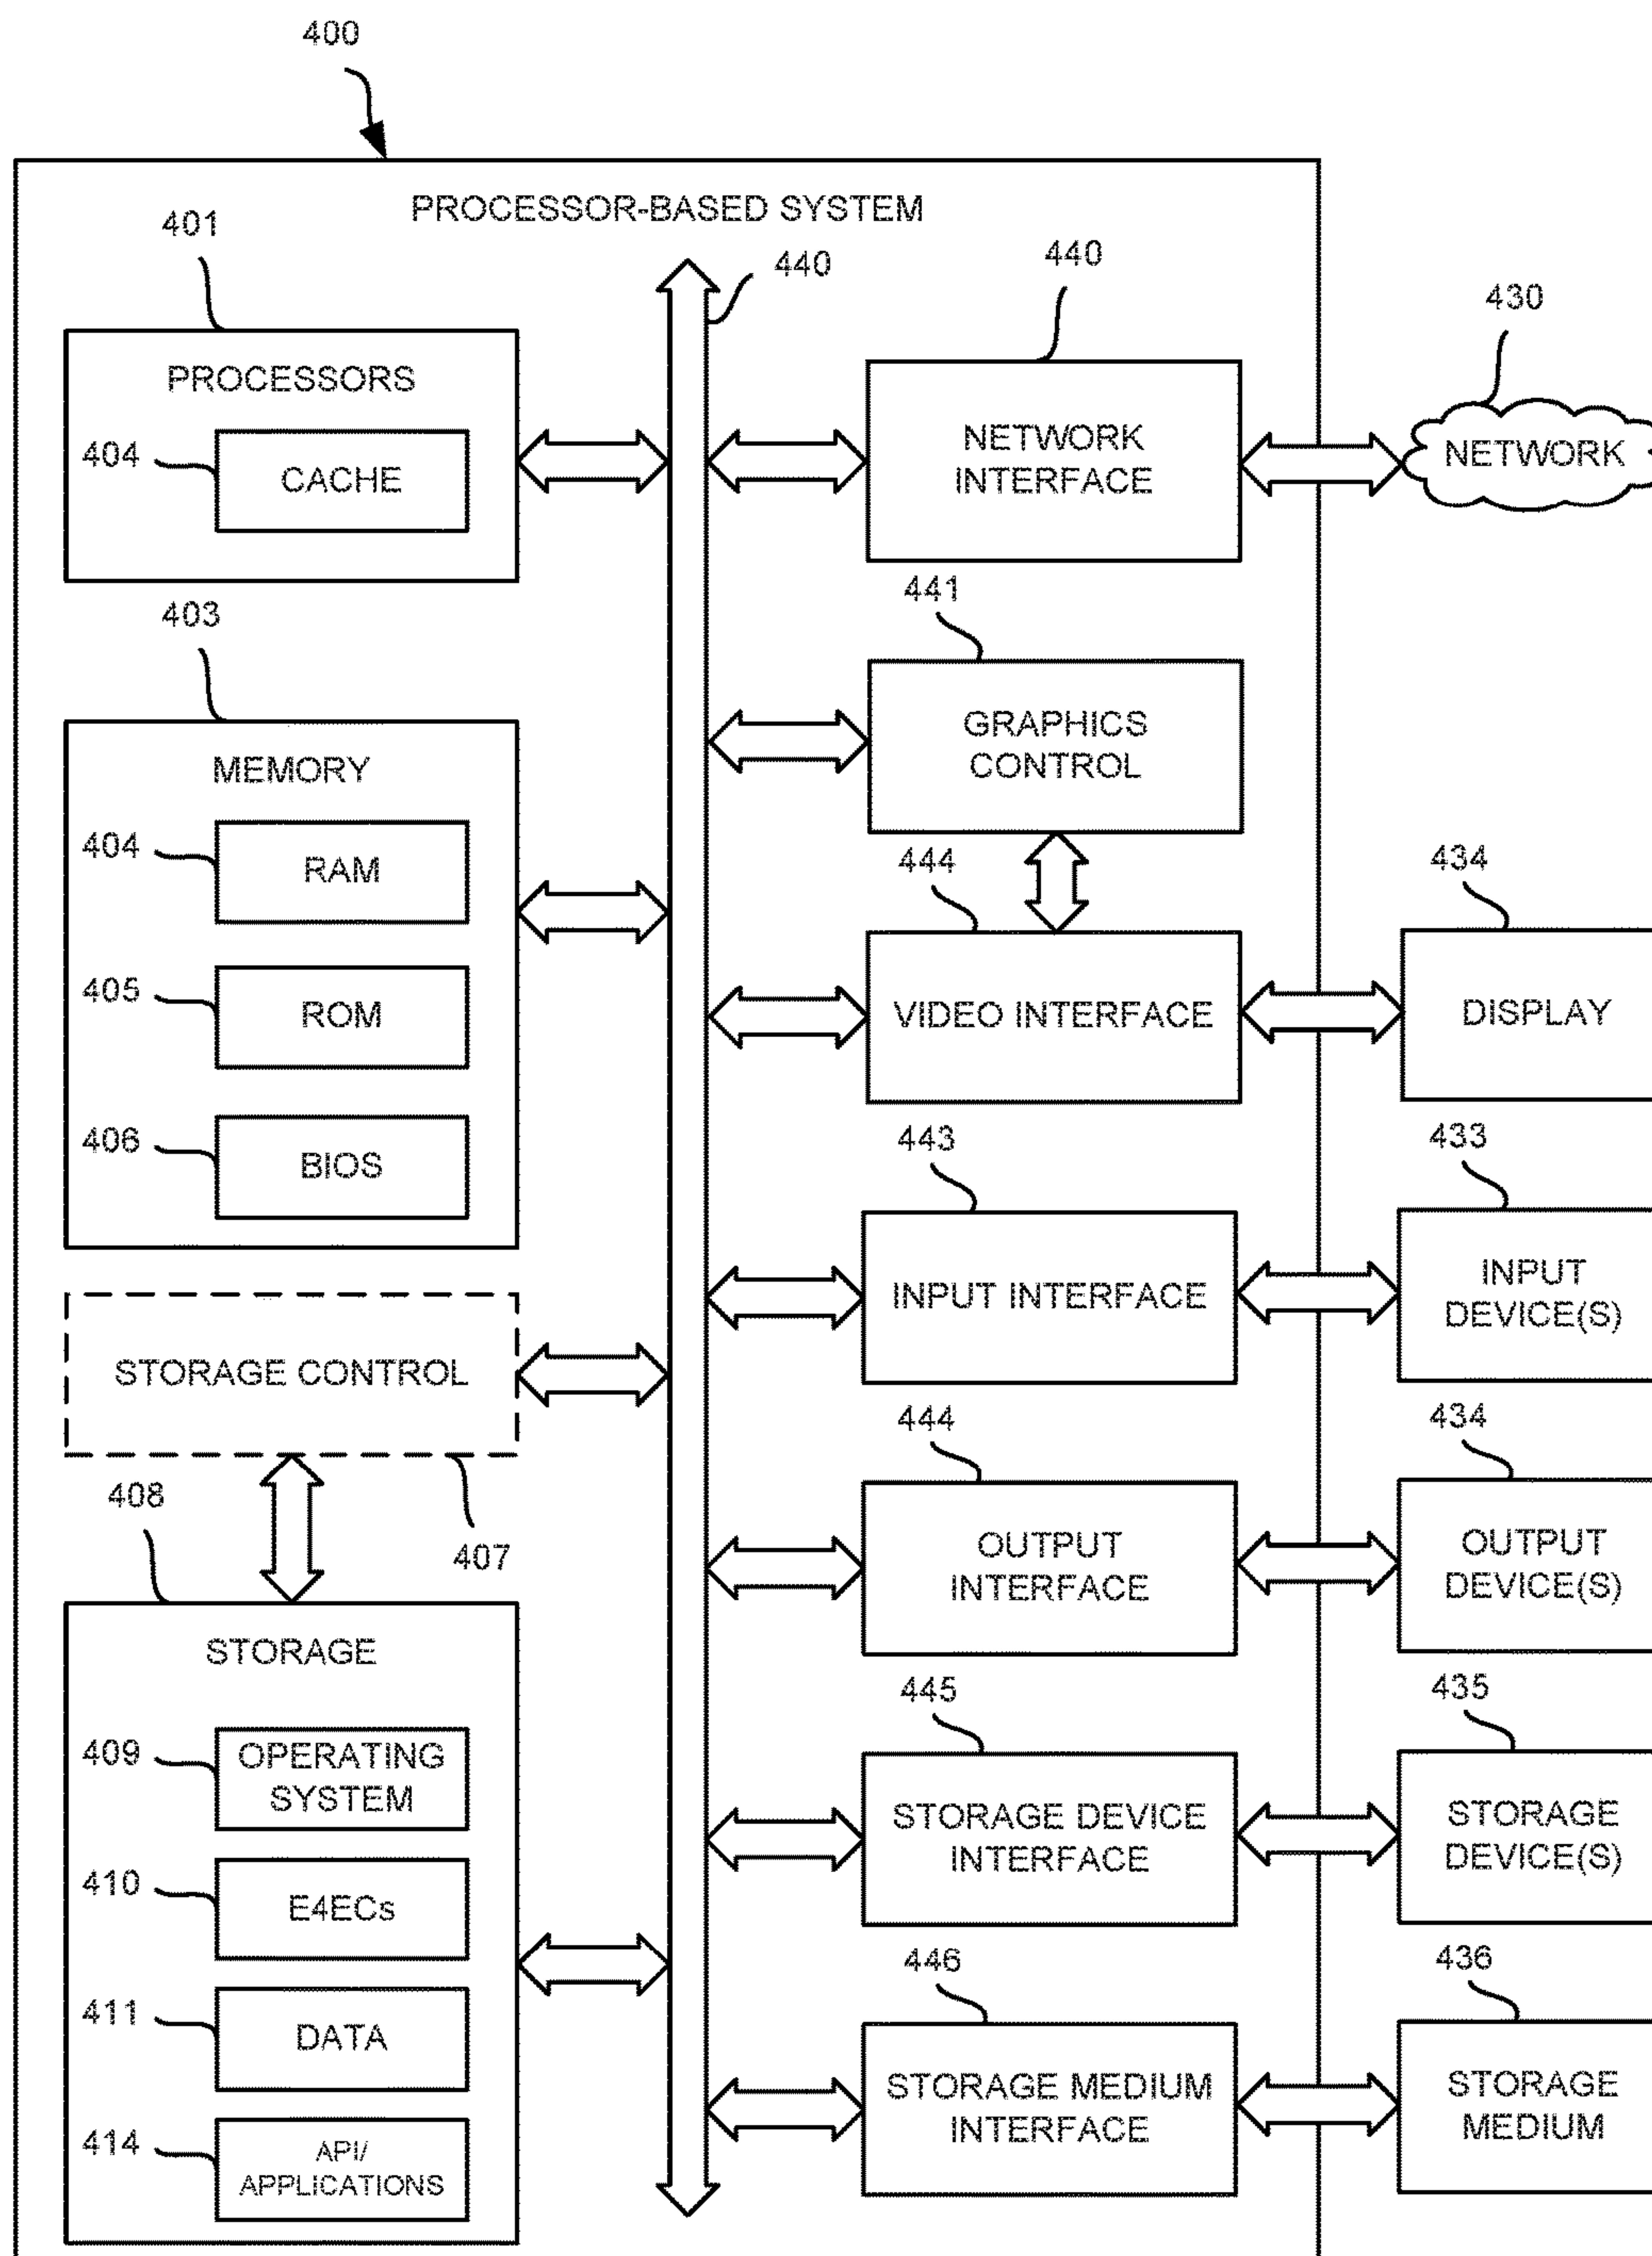 400
PROCESSOR-BASED SYSTEM
401
PROCESSORS
404
CACHE
403
MEMORY
404
RAM
405
ROM
406
BIOS
STORAGE CONTROL
407
408
STORAGE
409
OPERATING
SYSTEM
410
E4ECs
411
DATA
414
API/
APPLICATIONS
440
440
NETWORK
INTERFACE
430
NETWORK
441
GRAPHICS
CONTROL
444
VIDEO INTERFACE
434
DISPLAY
443
INPUT INTERFACE
433
INPUT
DEVICE(S)
444
OUTPUT
INTERFACE
434
OUTPUT
DEVICE(S)
445
STORAGE DEVICE
INTERFACE
435
STORAGE
DEVICE(S)
446
STORAGE MEDIUM
INTERFACE
436
STORAGE
MEDIUM